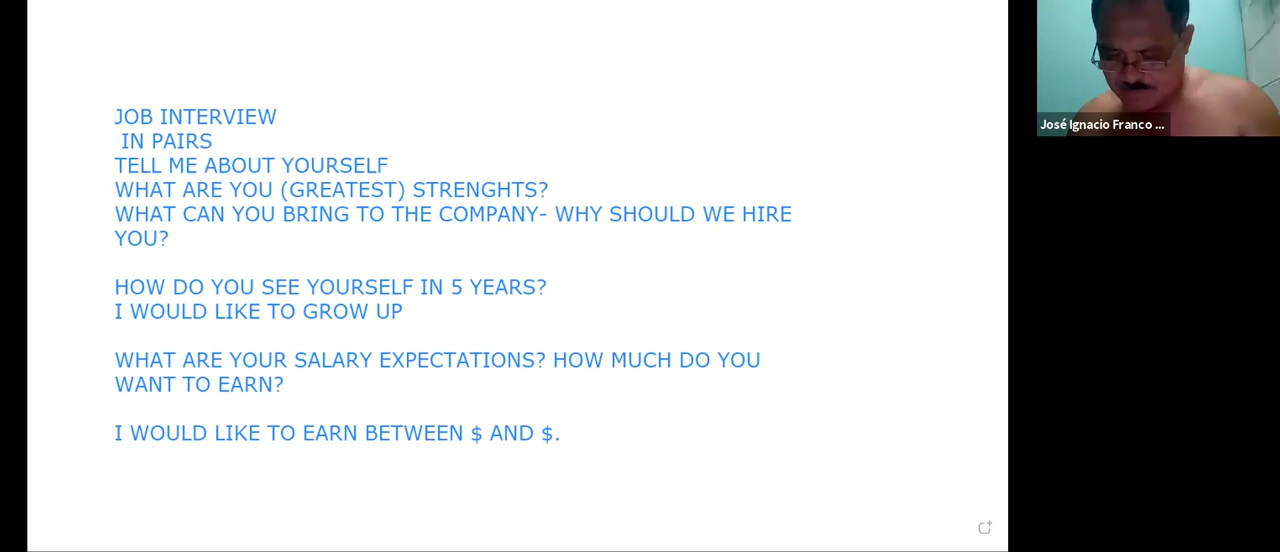 JOB INTERVIEW
IN PAIRS
TELL ME ABOUT YOURSELF
WHAT ARE YOU (GREATEST) STRENGHTS?
WHAT CAN YOU BRING TO THE COMPANY- WHY SHOULD WE HIRE
YOU?
HOW DO YOU SEE YOURSELF IN 5 YEARS?
I WOULD LIKE TO GROW UP
WHAT ARE YOUR SALARY EXPECTATIONS? HOW MUCH DO YOU
WANT TO EARN?
I WOULD LIKE TO EARN BETWEEN $ AND $.
José Ignacio Franco ...